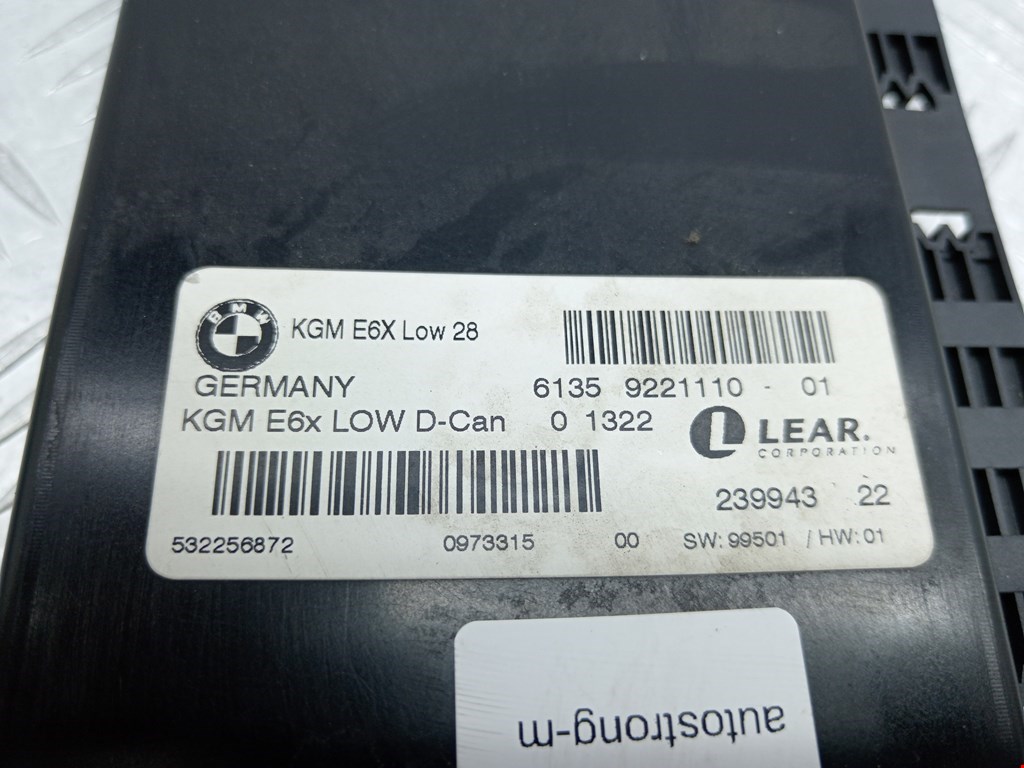 BMW
KGM E6X Low 28
GERMANY 6135 9221110 - 01
KGM E6x LOW D-Can 0 1322
LEAR.
CORPORATION
239943 22
532256872 0973315 00 SW: 99501 / HW: 01
autostrong-m